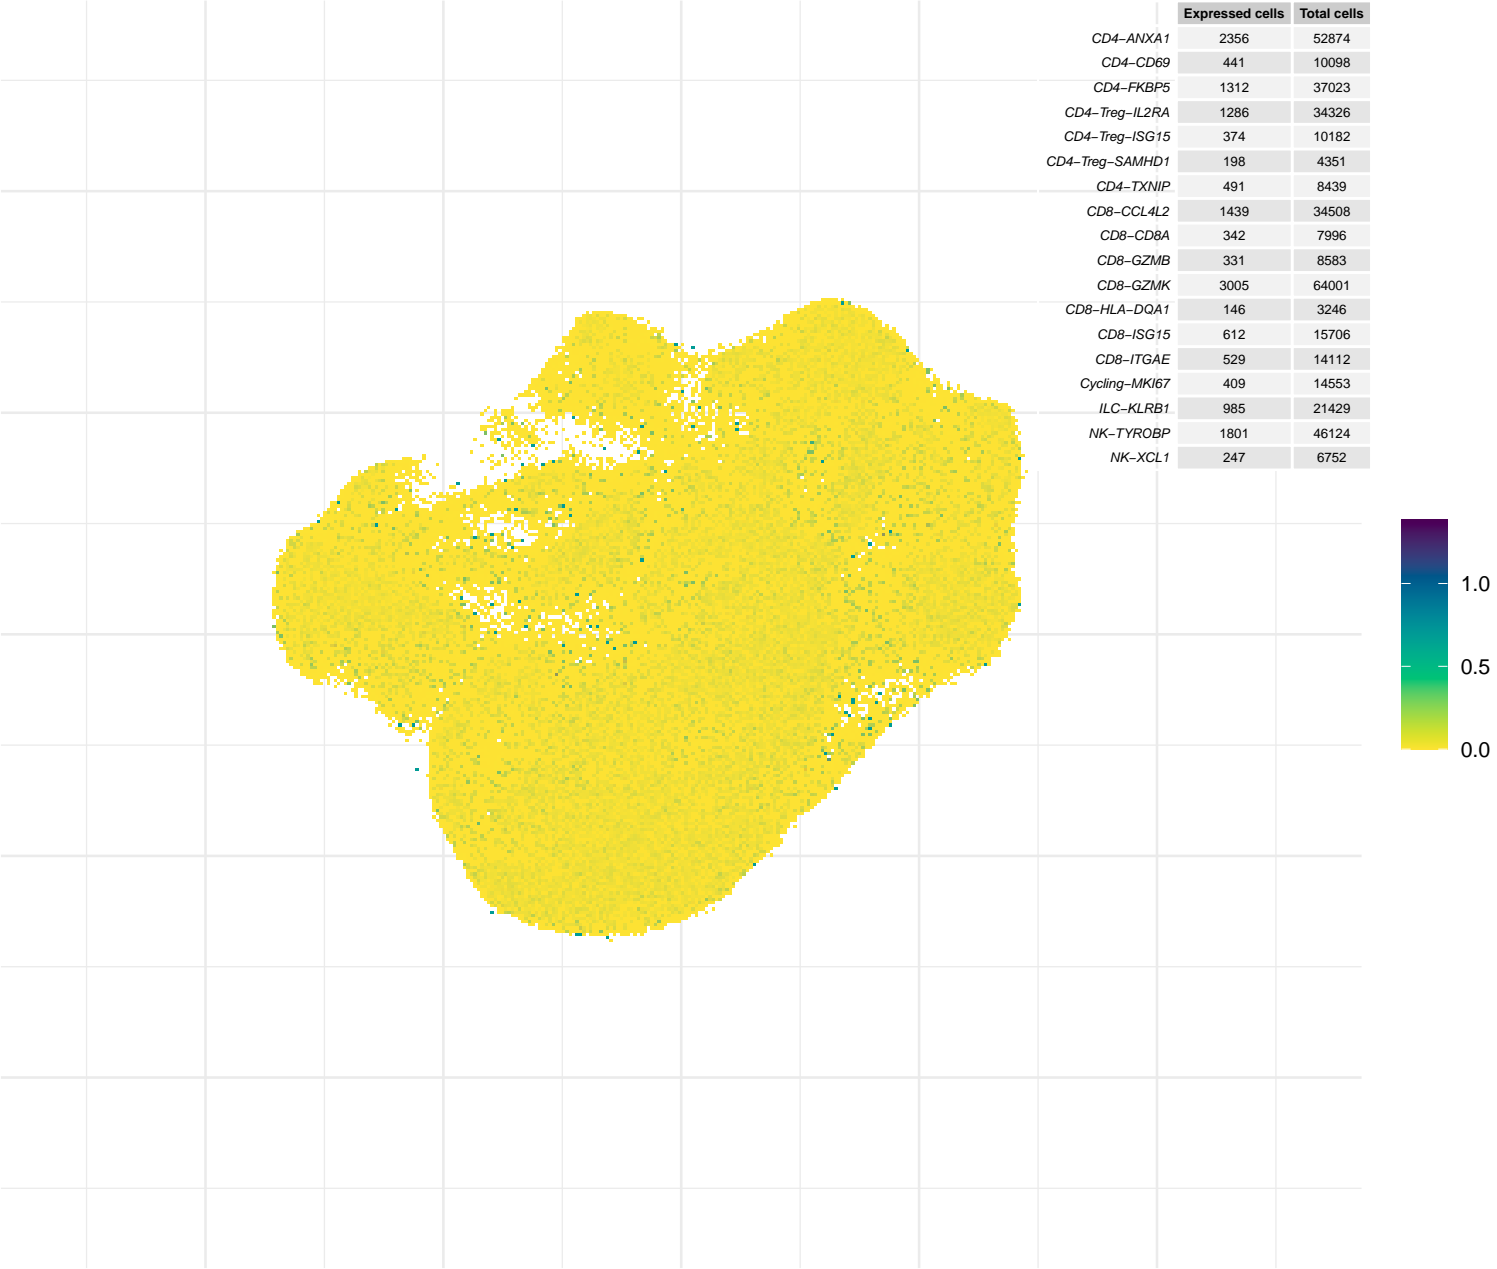 Expressed cells Total cells
CD4−ANXA1 2356 52874
CD4−CD69 441 10098
CD4−FKBP5 1312 37023
CD4−Treg−IL2RA 1286 34326
CD4−Treg−ISG15 374 10182
CD4−Treg−SAMHD1 198 4351
CD4−TXNIP 491 8439
CD8−CCL4L2 1439 34508
CD8−CD8A 342 7996
CD8−GZMB 331 8583
CD8−GZMK 3005 64001
CD8−HLA−DQA1 146 3246
CD8−ISG15 612 15706
CD8−ITGAE 529 14112
Cycling−MKI67 409 14553
ILC−KLRB1 985 21429
NK−TYROBP 1801 46124
NK−XCL1 247 6752
1.0
0.5
0.0